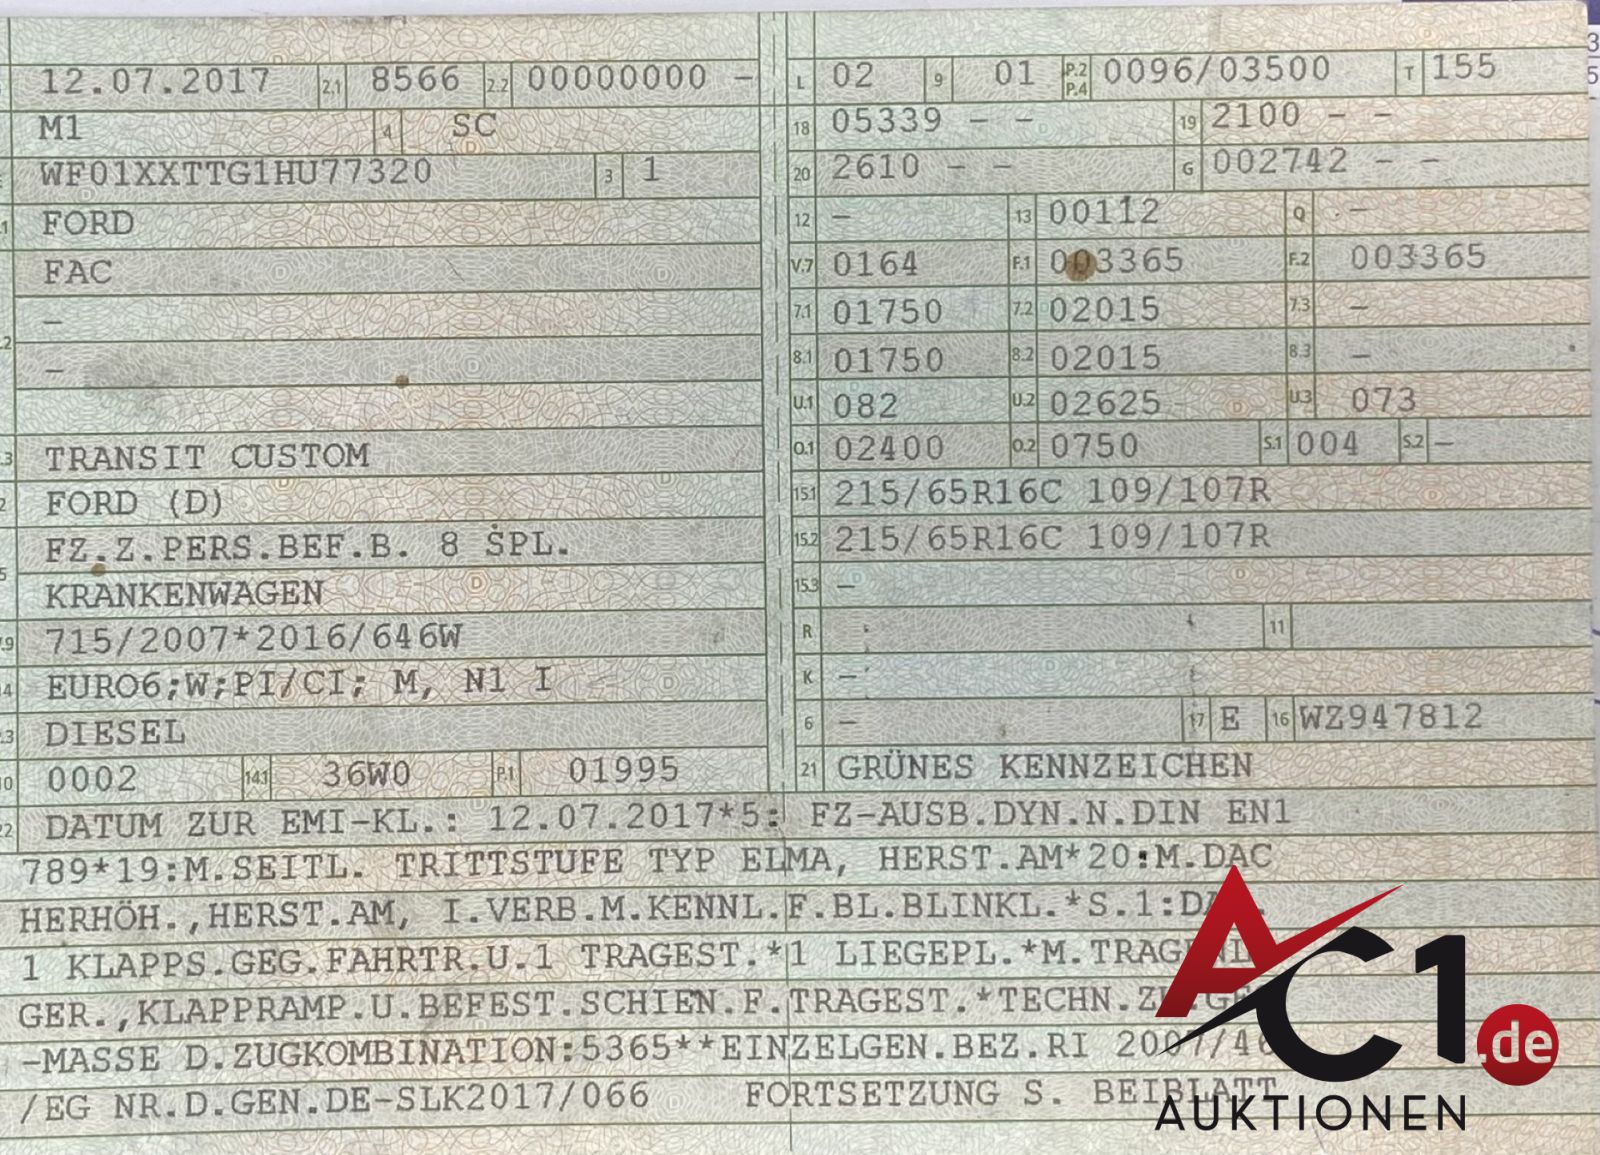 12.07.2017 2.1 8566 2.2 00000000 -
M1 4 SC
WF01XXTTG1HU77320 3 1
FORD
FAC
-
-
TRANSIT CUSTOM
FORD (D)
FZ.Z.PERS.BEF.B. 8 SPL.
KRANKENWAGEN
715/2007*2016/646W
EURO6;W;PI/CI; M, N1 I
DIESEL
0002 14.1 36W0 P.1 01995
L 02 9 01 P.2 P.4 0096/03500 T 155
18 05339 - - 19 2100 - -
20 2610 - - G 002742 - -
12 - 13 00112 Q -
V.7 0164 F.1 003365 F.2 003365
7.1 01750 7.2 02015 7.3 -
8.1 01750 8.2 02015 8.3 -
U.1 082 U.2 02625 U.3 073
O.1 02400 O.2 0750 S.1 004 S.2 -
15.1 215/65R16C 109/107R
15.2 215/65R16C 109/107R
15.3 -
R 11
K -
6 - 17 E 16 WZ947812
21 GRÜNES KENNZEICHEN
22 DATUM ZUR EMI-KL.: 12.07.2017*5: FZ-AUSB.DYN.N.DIN EN1
789*19:M.SEITL. TRITTSTUFE TYP ELMA, HERST.AM*20:M.DAC
HERHÖH.,HERST.AM, I.VERB.M.KENNL.F.BL.BLINKL.*S.1:
1 KLAPPS.GEG.FAHRTR.U.1 TRAGEST.*1 LIEGEPL.*
GER.,KLAPPRAMP.U.BEFEST.SCHIEN.F.TRAGEST.*TECHN.
-MASSE D.ZUGKOMBINATION:5365**EINZELGEN.BEZ.RI 2007/46
/EG NR.D.GEN.DE-SLK2017/066 FORTSETZUNG S. BEIBLATT
AC1.de
AUKTIONEN